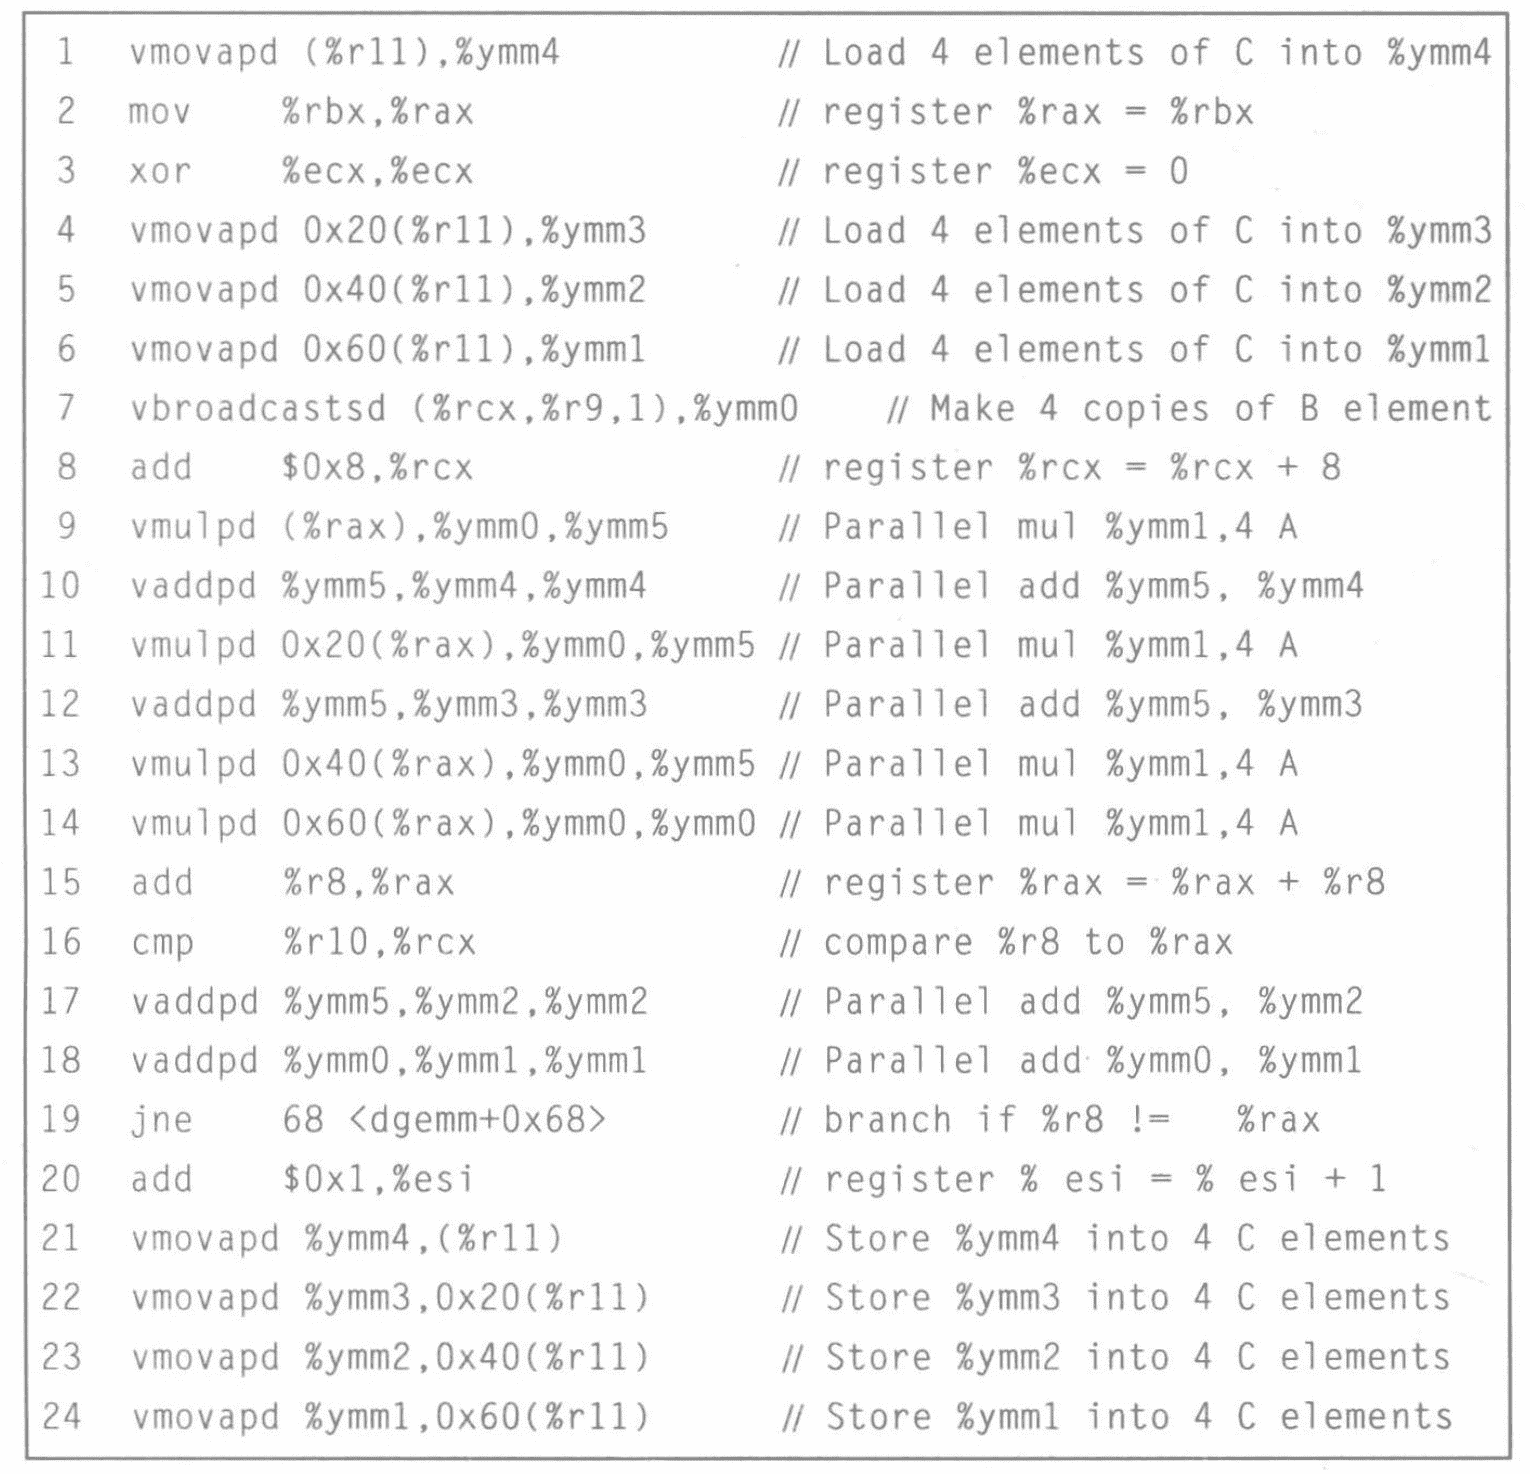 1 vmovapd (%r11),%ymm4 // Load 4 elements of C into %ymm4
2 mov %rbx,%rax // register %rax = %rbx
3 xor %ecx,%ecx // register %ecx = 0
4 vmovapd 0x20(%r11),%ymm3 // Load 4 elements of C into %ymm3
5 vmovapd 0x40(%r11),%ymm2 // Load 4 elements of C into %ymm2
6 vmovapd 0x60(%r11),%ymm1 // Load 4 elements of C into %ymm1
7 vbroadcastsd (%rcx,%r9,1),%ymm0 // Make 4 copies of B element
8 add $0x8,%rcx // register %rcx = %rcx + 8
9 vmulpd (%rax),%ymm0,%ymm5 // Parallel mul %ymm1,4 A
10 vaddpd %ymm5,%ymm4,%ymm4 // Parallel add %ymm5, %ymm4
11 vmulpd 0x20(%rax),%ymm0,%ymm5 // Parallel mul %ymm1,4 A
12 vaddpd %ymm5,%ymm3,%ymm3 // Parallel add %ymm5, %ymm3
13 vmulpd 0x40(%rax),%ymm0,%ymm5 // Parallel mul %ymm1,4 A
14 vmulpd 0x60(%rax),%ymm0,%ymm0 // Parallel mul %ymm1,4 A
15 add %r8,%rax // register %rax = %rax + %r8
16 cmp %r10,%rcx // compare %r8 to %rax
17 vaddpd %ymm5,%ymm2,%ymm2 // Parallel add %ymm5, %ymm2
18 vaddpd %ymm0,%ymm1,%ymm1 // Parallel add %ymm0, %ymm1
19 jne 68 <dgemm+0x68> // branch if %r8 != %rax
20 add $0x1,%esi // register % esi = % esi + 1
21 vmovapd %ymm4,(%r11) // Store %ymm4 into 4 C elements
22 vmovapd %ymm3,0x20(%r11) // Store %ymm3 into 4 C elements
23 vmovapd %ymm2,0x40(%r11) // Store %ymm2 into 4 C elements
24 vmovapd %ymm1,0x60(%r11) // Store %ymm1 into 4 C elements